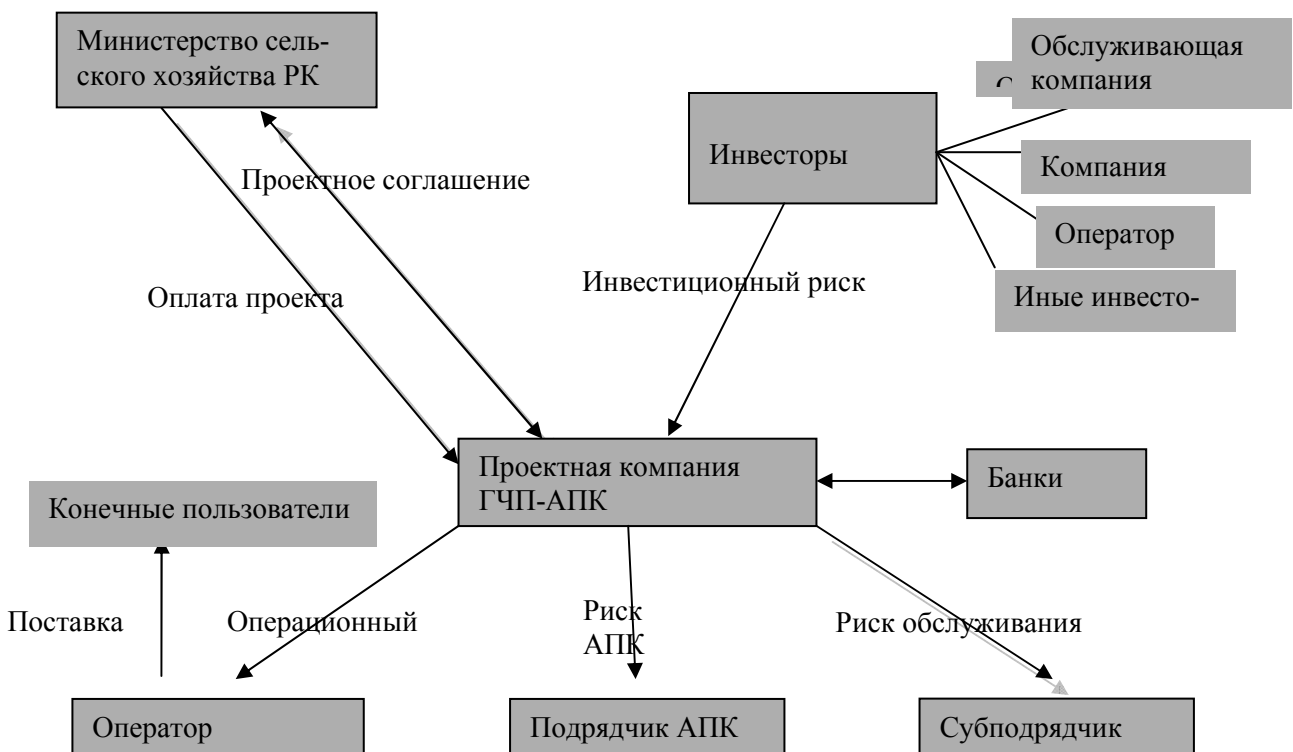 Министерство сель-
ского хозяйства РК
Обслуживающая
компания
Инвесторы
Компания
Проектное соглашение
Оператор
Оплата проекта
Инвестиционный риск
Иные инвесто-
Проектная компания
ГЧП-АПК
Банки
Конечные пользователи
Поставка
Операционный
Риск
АПК
Риск обслуживания
Оператор
Подрядчик АПК
Субподрядчик